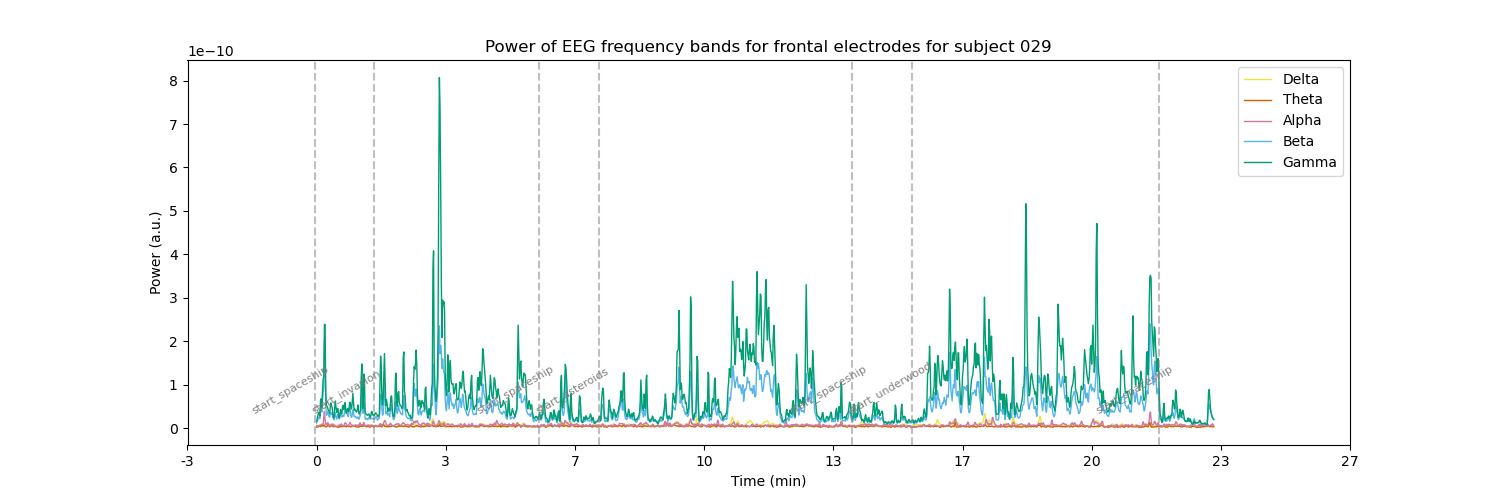 Power of EEG frequency bands for frontal electrodes for subject 029
1e−10
Delta
Theta
Alpha
Beta
Gamma
8
7
6
5
4
3
2
1
0
Power (a.u.)
start_spaceship
start_invasion
start_spaceship
start_asteroids
start_spaceship
start_underwood
start_spaceship
-3
0
3
7
10
13
17
20
23
27
Time (min)